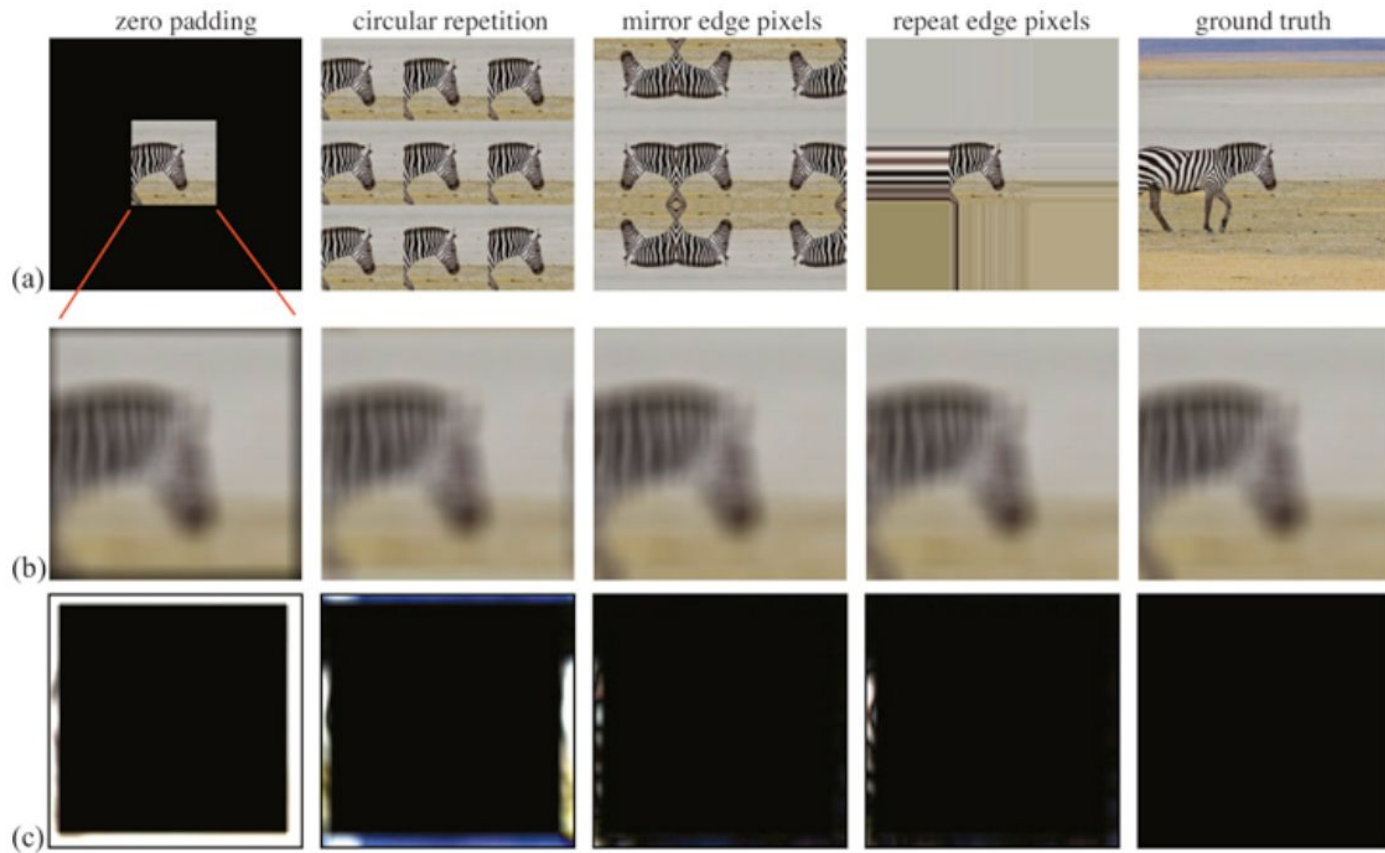 zero padding circular repetition mirror edge pixels repeat edge pixels ground truth
(a)
(b)
(c)